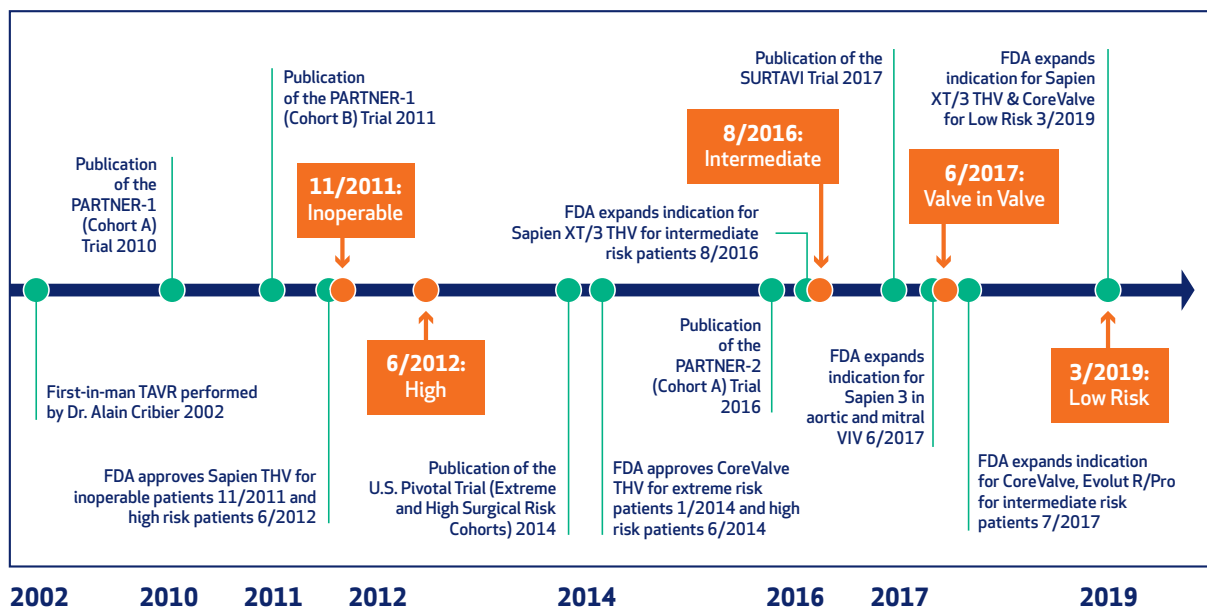 Publication
of the PARTNER-1
(Cohort A)
Trial 2010
Publication
of the PARTNER-1
(Cohort B) Trial 2011
11/2011:
Inoperable
FDA expands indication for
Sapien XT/3 THV for intermediate
risk patients 8/2016
8/2016:
Intermediate
Publication of the
SURTAVI Trial 2017
6/2017:
Valve in Valve
FDA expands
indication for Sapien
XT/3 THV & CoreValve
for Low Risk 3/2019
First-in-man TAVR performed
by Dr. Alain Cribier 2002
FDA approves Sapien THV for
inoperable patients 11/2011 and
high risk patients 6/2012
6/2012:
High
Publication of the
U.S. Pivotal Trial (Extreme
and High Surgical Risk
Cohorts) 2014
FDA approves CoreValve
THV for extreme risk
patients 1/2014 and high
risk patients 6/2014
Publication
of the
PARTNER-2
(Cohort A) Trial
2016
FDA expands
indication for
Sapien 3 in
aortic and mitral
VIV 6/2017
FDA expands indication
for CoreValve, Evolut R/Pro
for intermediate risk
patients 7/2017
3/2019:
Low Risk
2002 2010 2011 2012 2014 2016 2017 2019